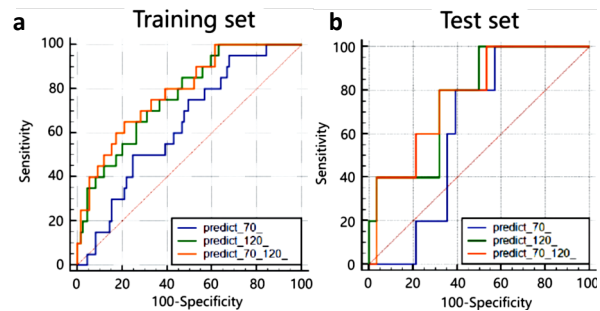 a Training set
100
80
60
40
20
0
Sensitivity
predict_70_
predict_120_
predict_70_120_
0 20 40 60 80 100
100-Specificity
b Test set
100
80
60
40
20
0
Sensitivity
predict_70_
predict_120_
predict_70_120_
0 20 40 60 80 100
100-Specificity